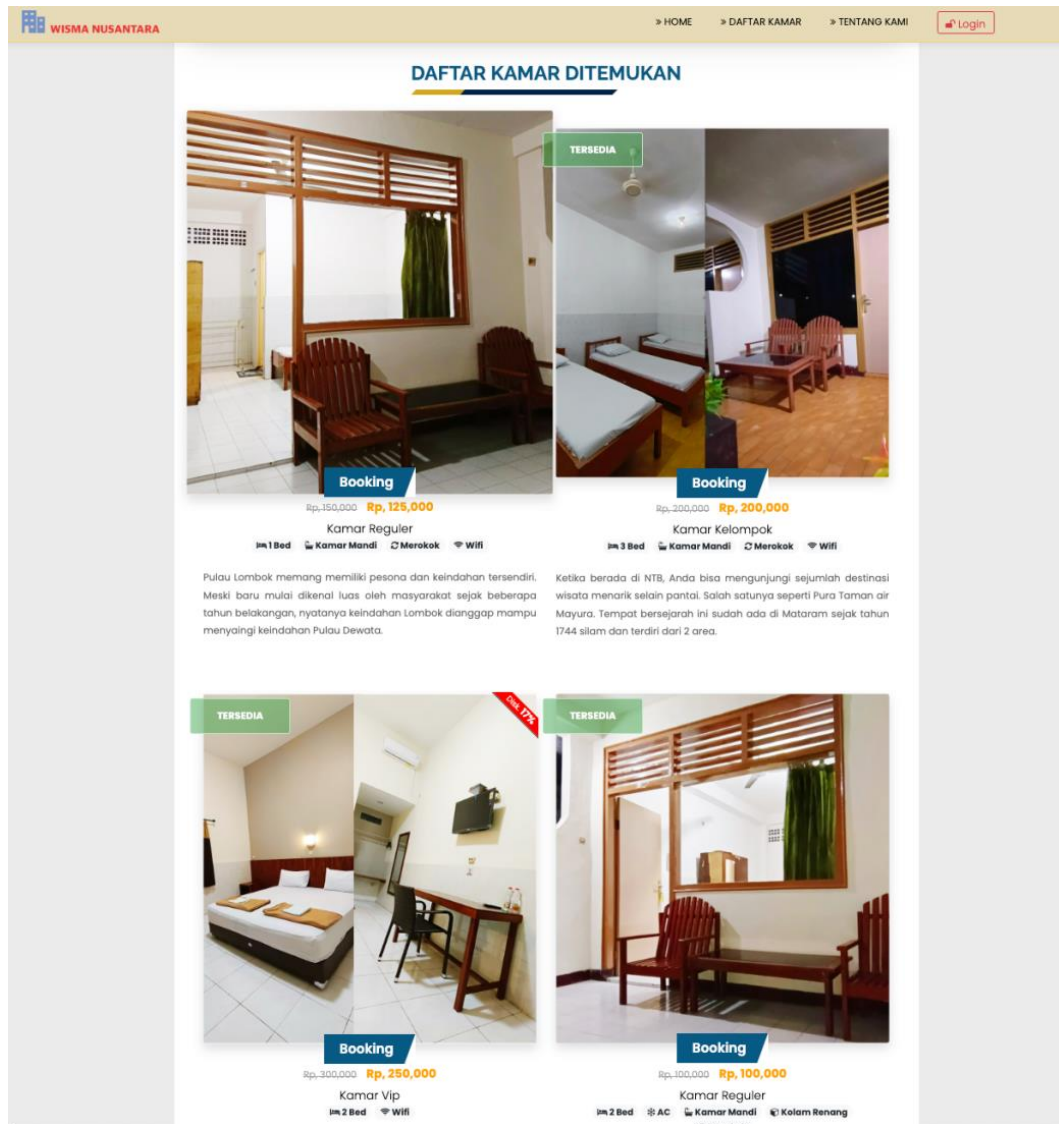 WISMA NUSANTARA
» HOME » DAFTAR KAMAR » TENTANG KAMI Login
DAFTAR KAMAR DITEMUKAN
TERSEDIA
Booking
Rp, 150,000 Rp, 125,000
Kamar Reguler
1 Bed Kamar Mandi Merokok Wifi
Pulau Lombok memang memiliki pesona dan keindahan tersendiri.
Meski baru mulai dikenal luas oleh masyarakat sejak beberapa
tahun belakangan, nyatanya keindahan Lombok dianggap mampu
menyaingi keindahan Pulau Dewata.
Booking
Rp, 200,000 Rp, 200,000
Kamar Kelompok
3 Bed Kamar Mandi Merokok Wifi
Ketika berada di NTB, Anda bisa mengunjungi sejumlah destinasi
wisata menarik selain pantai. Salah satunya seperti Pura Taman air
Mayura. Tempat bersejarah ini sudah ada di Mataram sejak tahun
1744 silam dan terdiri dari 2 area.
TERSEDIA
Disk. 17%
Booking
Rp, 300,000 Rp, 250,000
Kamar Vip
2 Bed Wifi
TERSEDIA
Booking
Rp, 100,000 Rp, 100,000
Kamar Reguler
2 Bed AC Kamar Mandi Kolam Renang